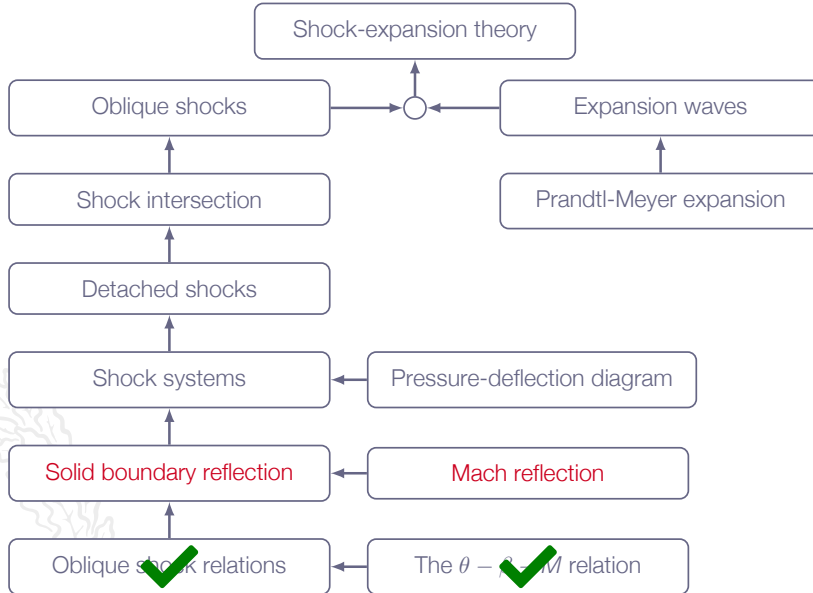 Shock-expansion theory
Oblique shocks
Expansion waves
Shock intersection
Prandtl-Meyer expansion
Detached shocks
Shock systems
Pressure-deflection diagram
Solid boundary reflection
Mach reflection
Oblique shock relations
The θ − β − M relation